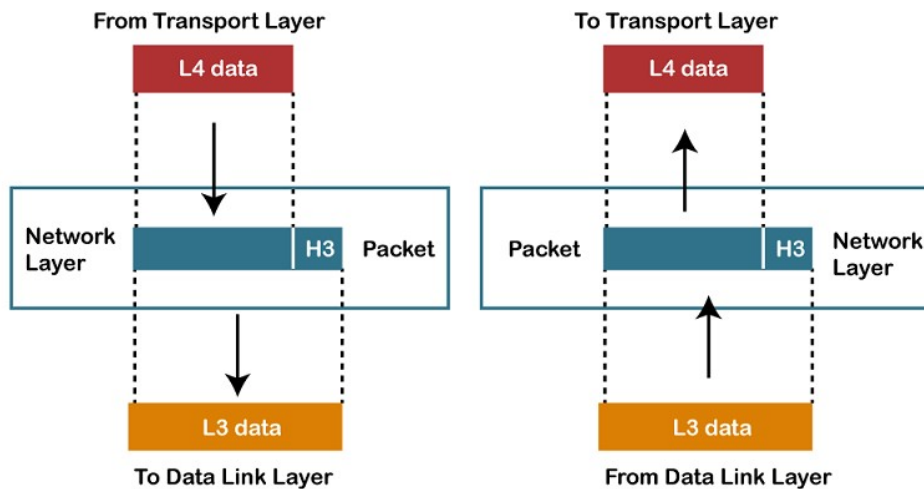 From Transport Layer
L4 data
Network
Layer
H3
Packet
L3 data
To Data Link Layer
To Transport Layer
L4 data
Packet
H3
Network
Layer
L3 data
From Data Link Layer